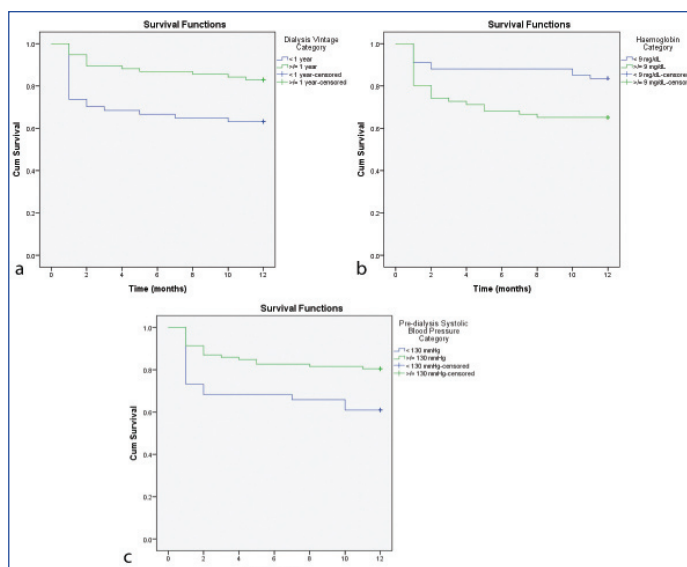 Survival Functions
Dialysis Vintage
Category
< 1 year
>/= 1 year
< 1 year-censored
>/= 1 year-censored
1.0
0.8
0.6
0.4
0.2
0.0
Cum Survival
0 2 4 6 8 10 12
Time (months)
a
Survival Functions
Haemoglobin
Category
< 9 mg/dL
>/= 9 mg/dL
< 9 mg/dL-censored
>/= 9 mg/dL-censored
1.0
0.8
0.6
0.4
0.2
0.0
Cum Survival
0 2 4 6 8 10 12
Time (months)
b
Survival Functions
Pre-dialysis Systolic
Blood Pressure
Category
< 130 mmHg
>/= 130 mmHg
< 130 mmHg-censored
>/= 130 mmHg-censored
1.0
0.8
0.6
0.4
0.2
0.0
Cum Survival
0 2 4 6 8 10 12
c